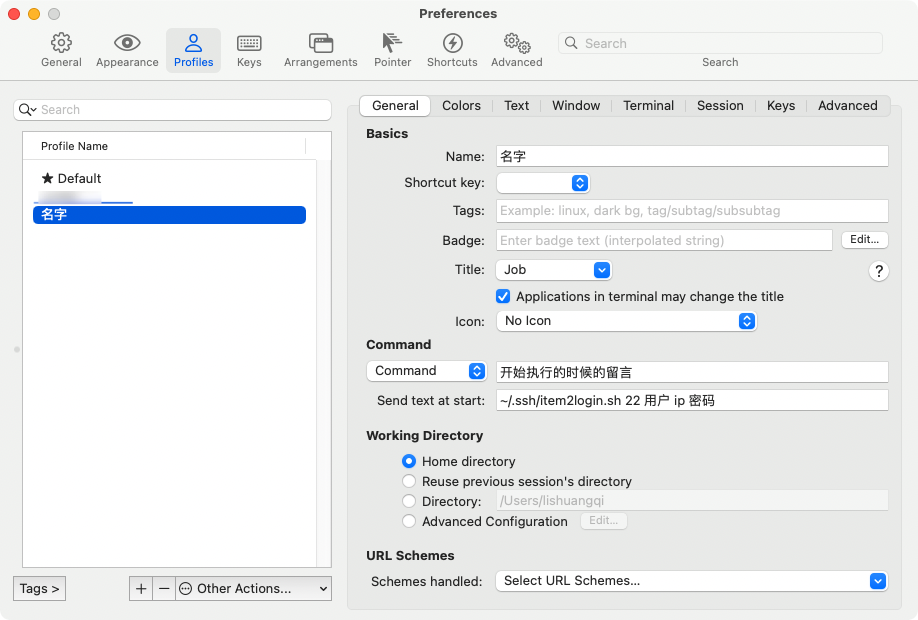 Preferences
General Appearance Profiles Keys Arrangements Pointer Shortcuts Advanced Search
Search
Search
Profile Name
★ Default
名字
Tags >
+ − Other Actions...
General Colors Text Window Terminal Session Keys Advanced
Basics
Name: 名字
Shortcut key:
Tags: Example: linux, dark bg, tag/subtag/subsubtag
Badge: Enter badge text (interpolated string) Edit...
Title: Job ?
Applications in terminal may change the title
Icon: No Icon
Command
Command 开始执行的时候的留言
Send text at start: ~/.ssh/item2login.sh 22 用户 ip 密码
Working Directory
Home directory
Reuse previous session's directory
Directory: /Users/lishuangqi
Advanced Configuration Edit...
URL Schemes
Schemes handled: Select URL Schemes...